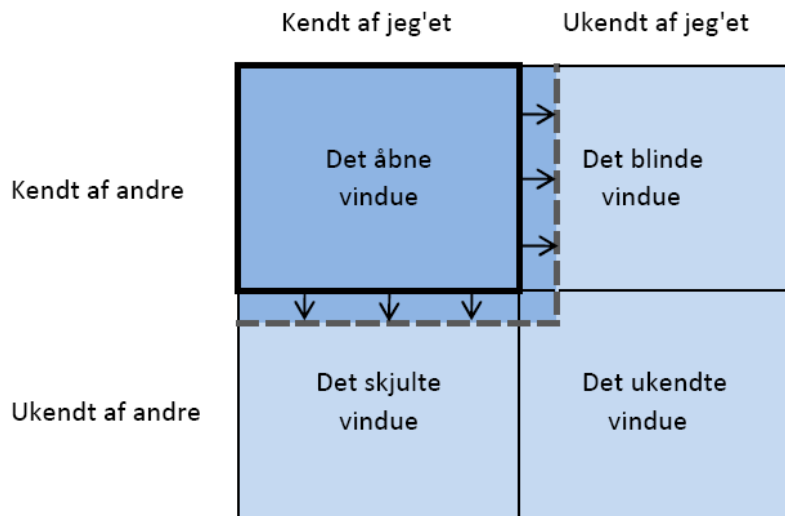 Kendt af jeg'et
Ukendt af jeg'et
Kendt af andre
Det åbne
vindue
Det blinde
vindue
Ukendt af andre
Det skjulte
vindue
Det ukendte
vindue